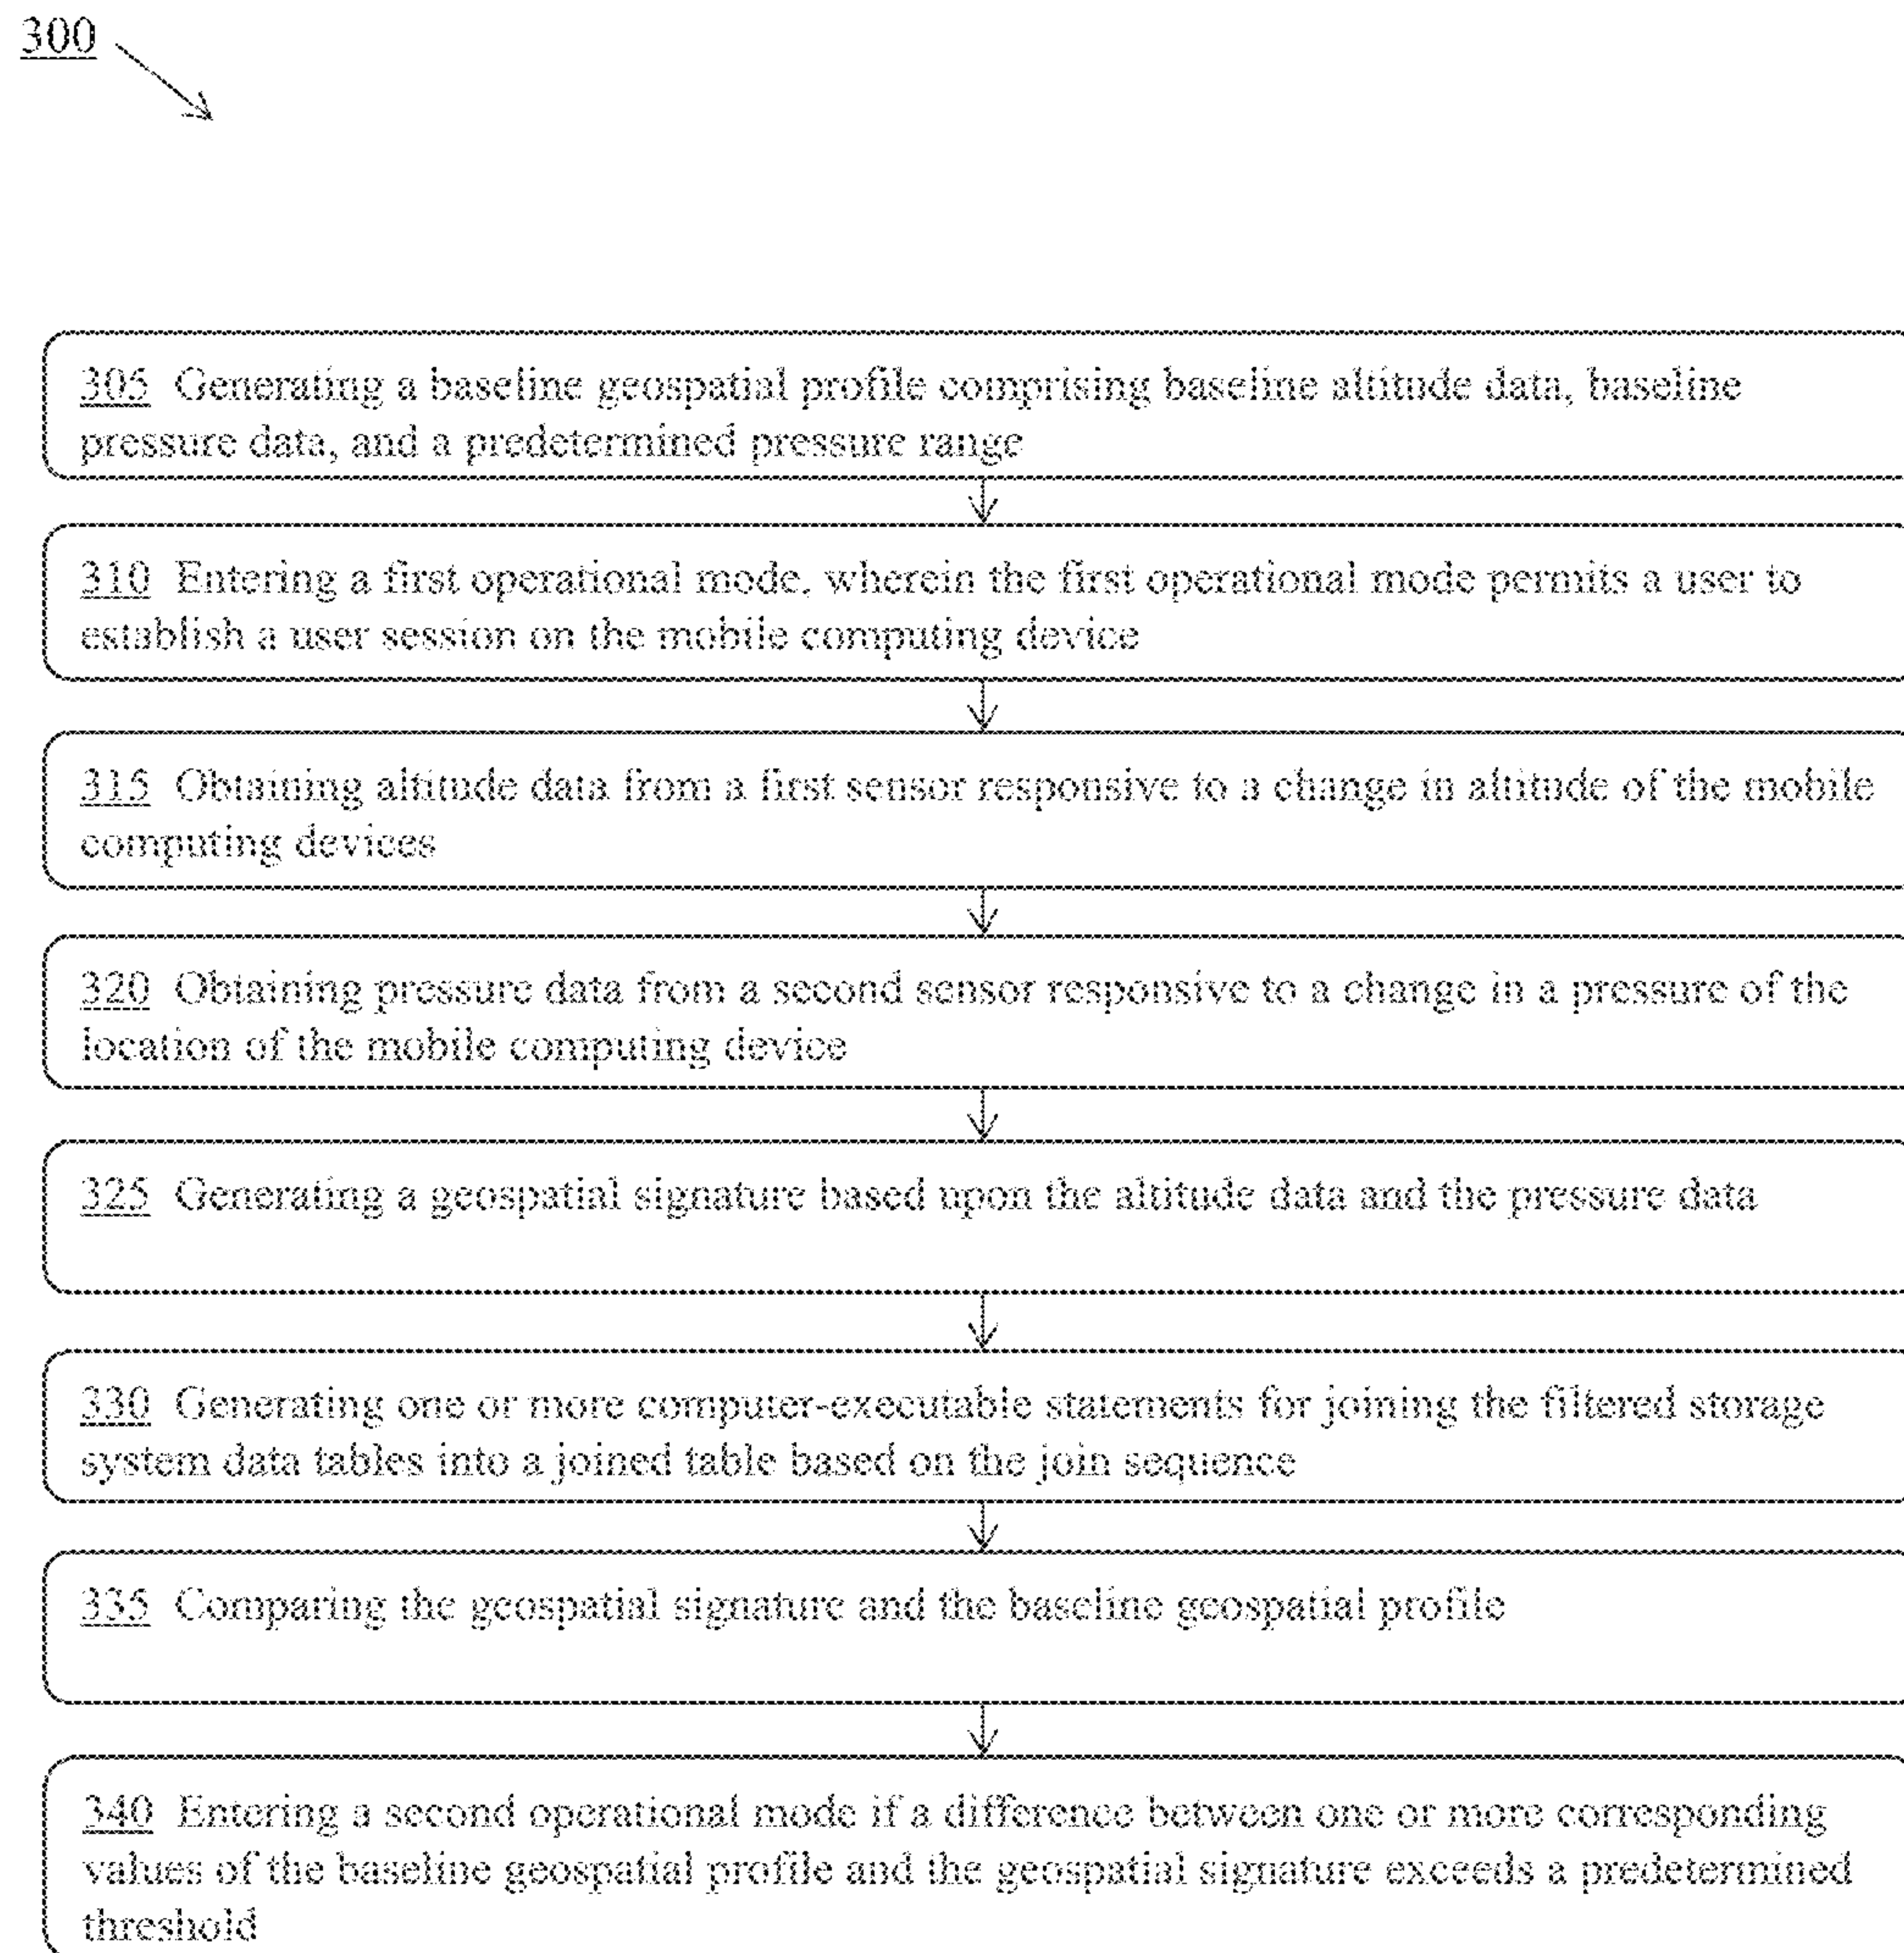 300
305 Generating a baseline geospatial profile comprising baseline altitude data, baseline
pressure data, and a predetermined pressure range
310 Entering a first operational mode, wherein the first operational mode permits a user to
establish a user session on the mobile computing device
315 Obtaining altitude data from a first sensor responsive to a change in altitude of the mobile
computing devices
320 Obtaining pressure data from a second sensor responsive to a change in a pressure of the
location of the mobile computing device
325 Generating a geospatial signature based upon the altitude data and the pressure data
330 Generating one or more computer-executable statements for joining the filtered storage
system data tables into a joined table based on the join sequence
335 Comparing the geospatial signature and the baseline geospatial profile
340 Entering a second operational mode if a difference between one or more corresponding
values of the baseline geospatial profile and the geospatial signature exceeds a predetermined
threshold